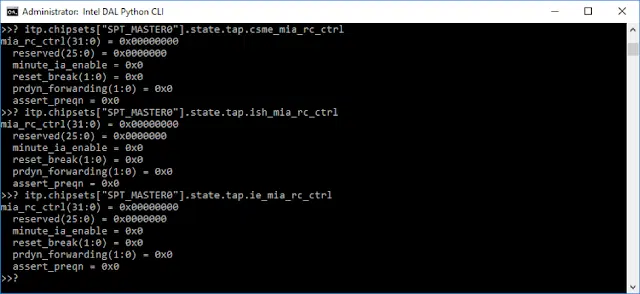 Administrator: Intel DAL Python CLI
>>? itp.chipsets["SPT_MASTER0"].state.tap.csme_mia_rc_ctrl
mia_rc_ctrl(31:0) = 0x00000000
reserved(25:0) = 0x0000000
minute_ia_enable = 0x0
reset_break(1:0) = 0x0
prdyn_forwarding(1:0) = 0x0
assert_preqn = 0x0
>>? itp.chipsets["SPT_MASTER0"].state.tap.ish_mia_rc_ctrl
mia_rc_ctrl(31:0) = 0x00000000
reserved(25:0) = 0x0000000
minute_ia_enable = 0x0
reset_break(1:0) = 0x0
prdyn_forwarding(1:0) = 0x0
assert_preqn = 0x0
>>? itp.chipsets["SPT_MASTER0"].state.tap.ie_mia_rc_ctrl
mia_rc_ctrl(31:0) = 0x00000000
reserved(25:0) = 0x0000000
minute_ia_enable = 0x0
reset_break(1:0) = 0x0
prdyn_forwarding(1:0) = 0x0
assert_preqn = 0x0
>>?